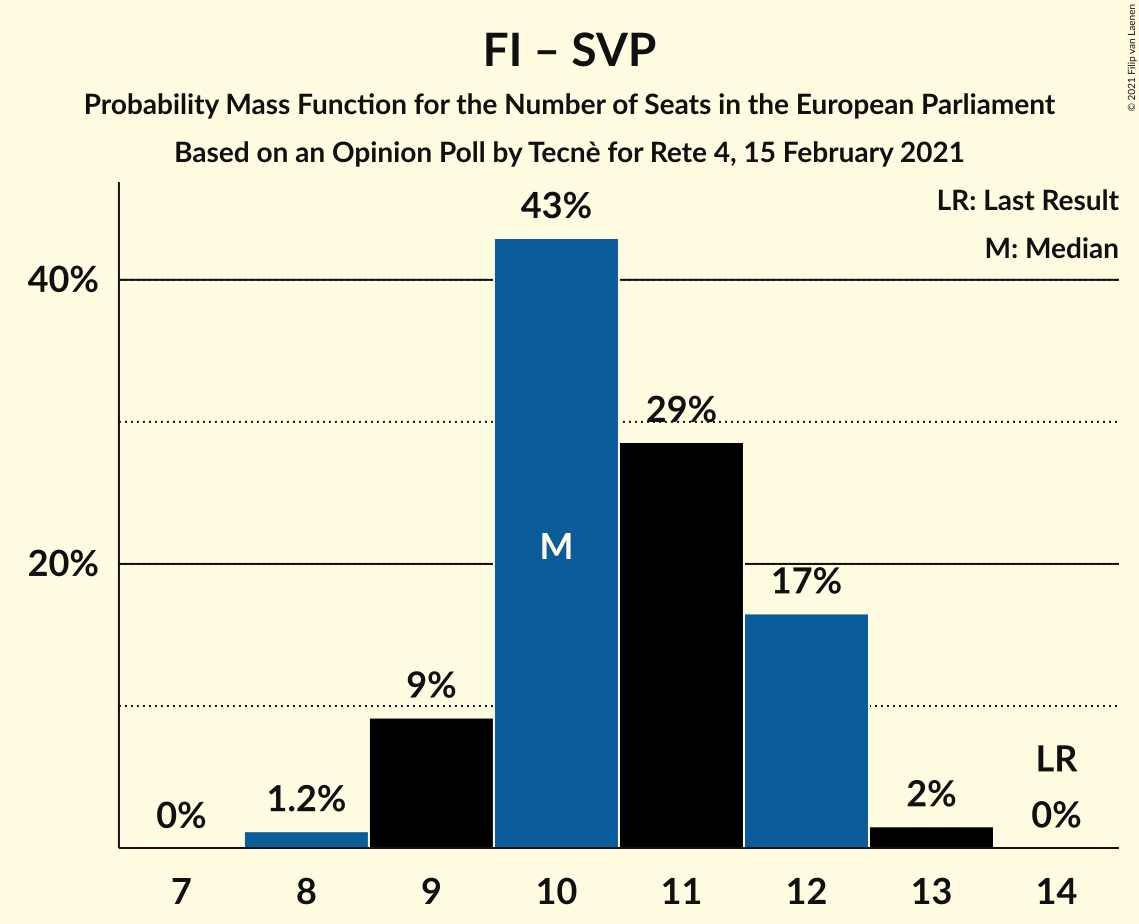 FI – SVP
Probability Mass Function for the Number of Seats in the European Parliament
Based on an Opinion Poll by Tecnè for Rete 4, 15 February 2021
© 2021 Filip van Laenen
LR: Last Result
M: Median
43%
40%
29%
M
20%
17%
9%
LR
1.2%
2%
0%
0%
7 8 9 10 11 12 13 14